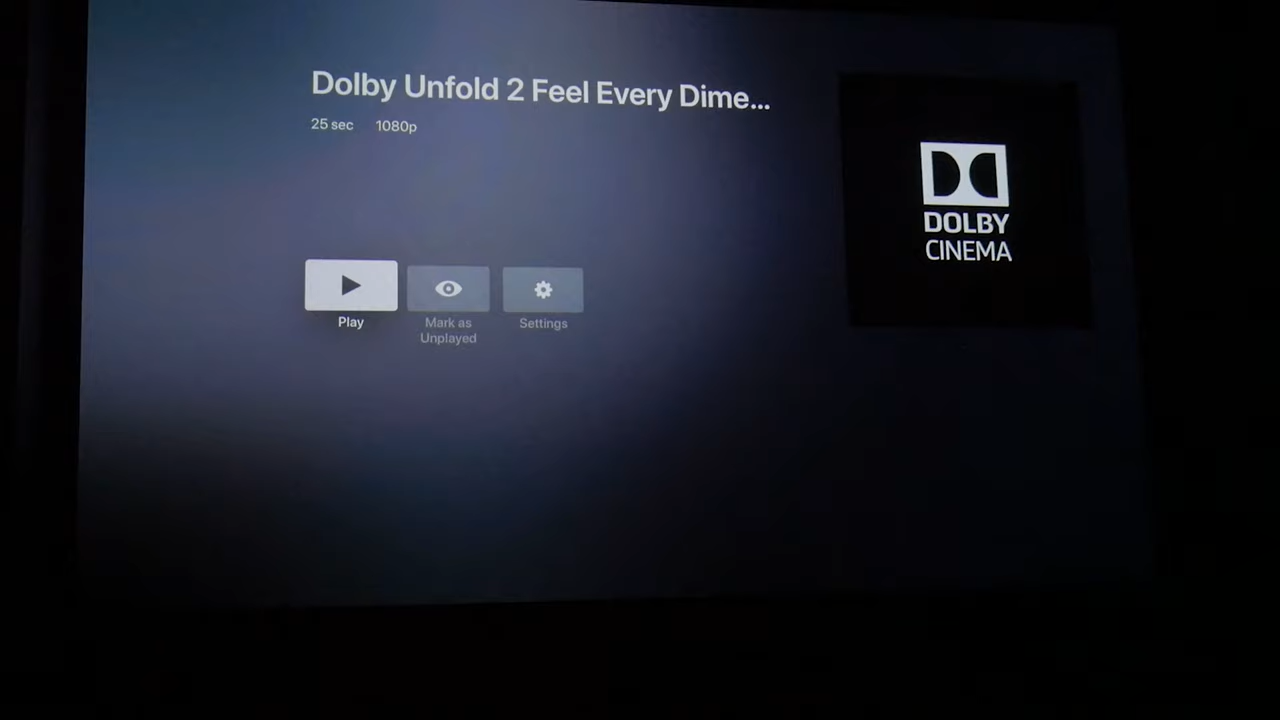 Dolby Unfold 2 Feel Every Dime...
25 sec 1080p
DOLBY
CINEMA
Play
Mark as
Unplayed
Settings